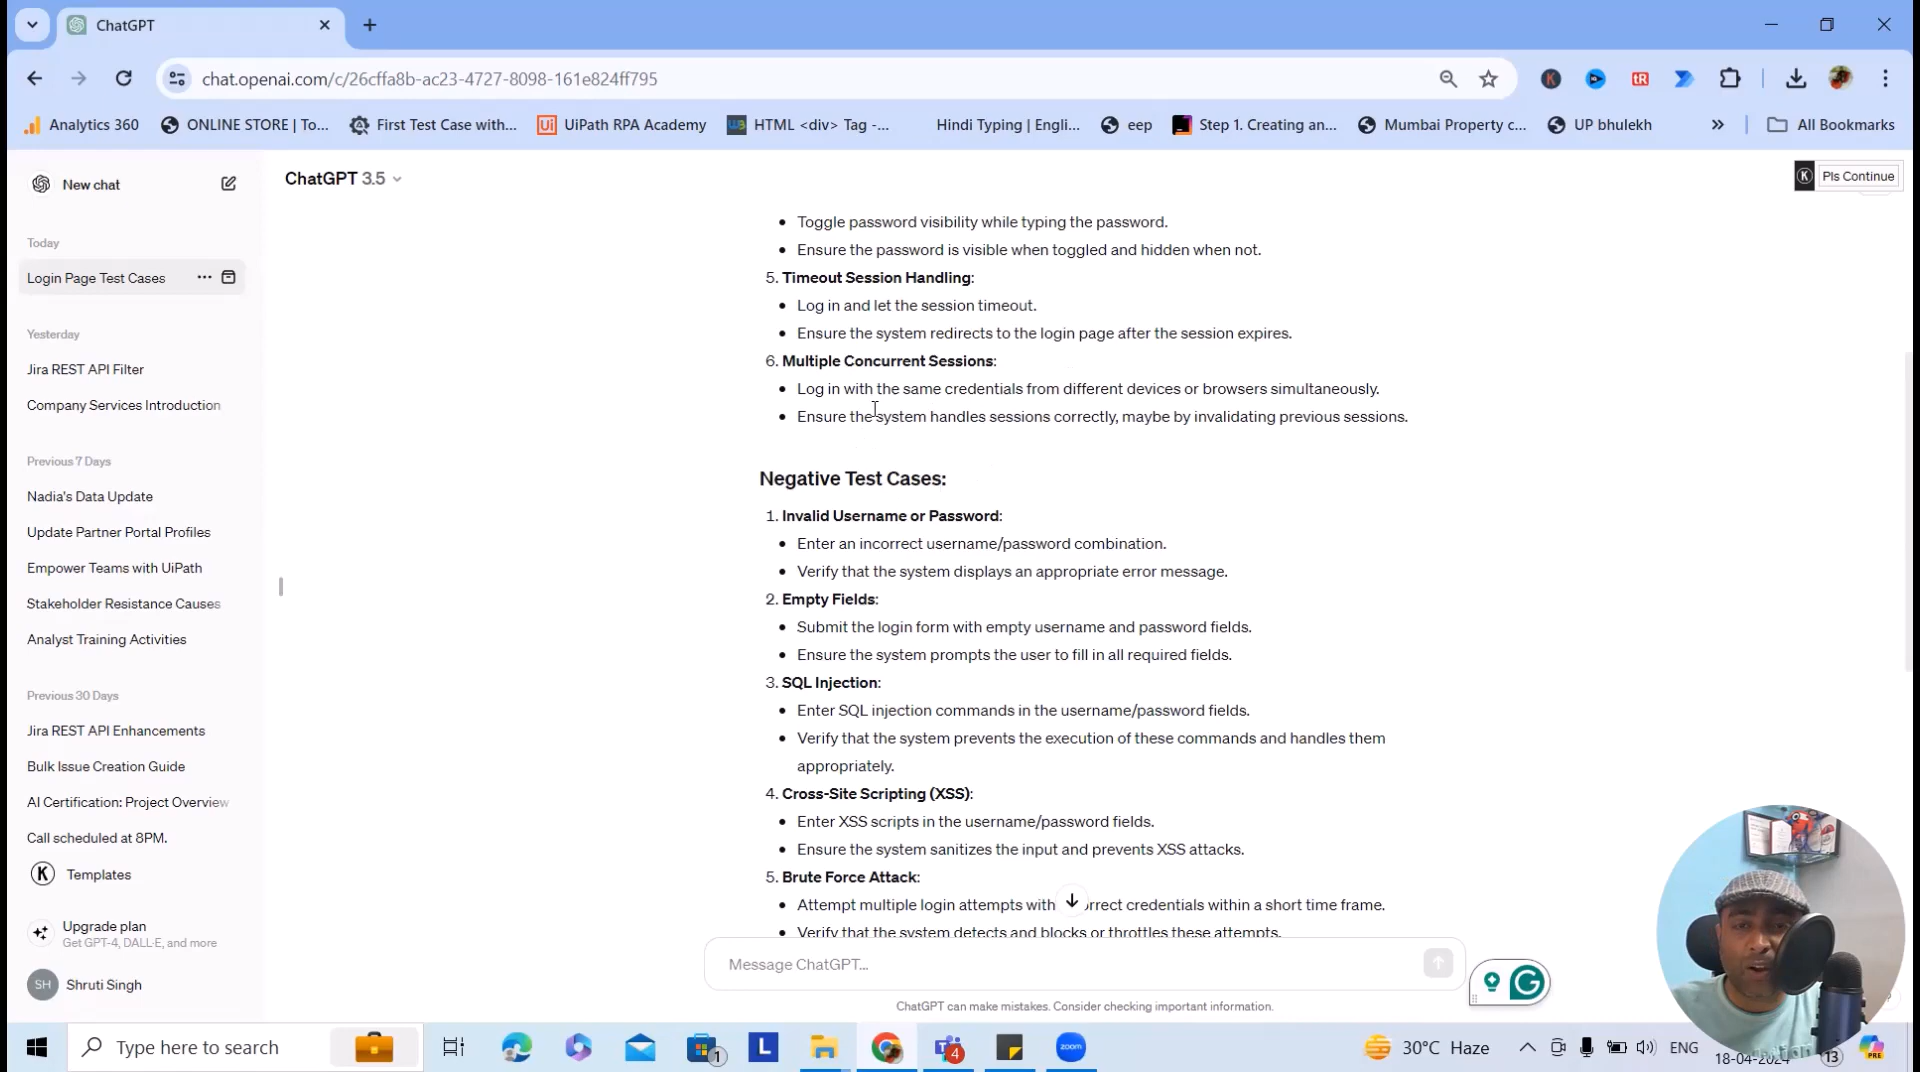 ChatGPT
chat.openai.com/c/26cffa8b-ac23-4727-8098-161e824ff795
Analytics 360
ONLINE STORE | To...
First Test Case with...
UiPath RPA Academy
HTML <div> Tag -...
Hindi Typing | Engli...
eep
Step 1. Creating an...
Mumbai Property c...
UP bhulekh
All Bookmarks
New chat
Today
Login Page Test Cases
Yesterday
Jira REST API Filter
Company Services Introduction
Previous 7 Days
Nadia's Data Update
Update Partner Portal Profiles
Empower Teams with UiPath
Stakeholder Resistance Causes
Analyst Training Activities
Previous 30 Days
Jira REST API Enhancements
Bulk Issue Creation Guide
AI Certification: Project Overview
Call scheduled at 8PM.
Templates
Upgrade plan
Get GPT-4, DALL·E, and more
SH Shruti Singh
ChatGPT 3.5
Pls Continue
• Toggle password visibility while typing the password.
• Ensure the password is visible when toggled and hidden when not.
5. Timeout Session Handling:
• Log in and let the session timeout.
• Ensure the system redirects to the login page after the session expires.
6. Multiple Concurrent Sessions:
• Log in with the same credentials from different devices or browsers simultaneously.
• Ensure the system handles sessions correctly, maybe by invalidating previous sessions.
Negative Test Cases:
1. Invalid Username or Password:
• Enter an incorrect username/password combination.
• Verify that the system displays an appropriate error message.
2. Empty Fields:
• Submit the login form with empty username and password fields.
• Ensure the system prompts the user to fill in all required fields.
3. SQL Injection:
• Enter SQL injection commands in the username/password fields.
• Verify that the system prevents the execution of these commands and handles them
appropriately.
4. Cross-Site Scripting (XSS):
• Enter XSS scripts in the username/password fields.
• Ensure the system sanitizes the input and prevents XSS attacks.
5. Brute Force Attack:
• Attempt multiple login attempts with orrect credentials within a short time frame.
• Verify that the system detects and blocks or throttles these attempts.
Message ChatGPT...
ChatGPT can make mistakes. Consider checking important information.
Type here to search
30°C Haze
ENG
18-04-2024
13